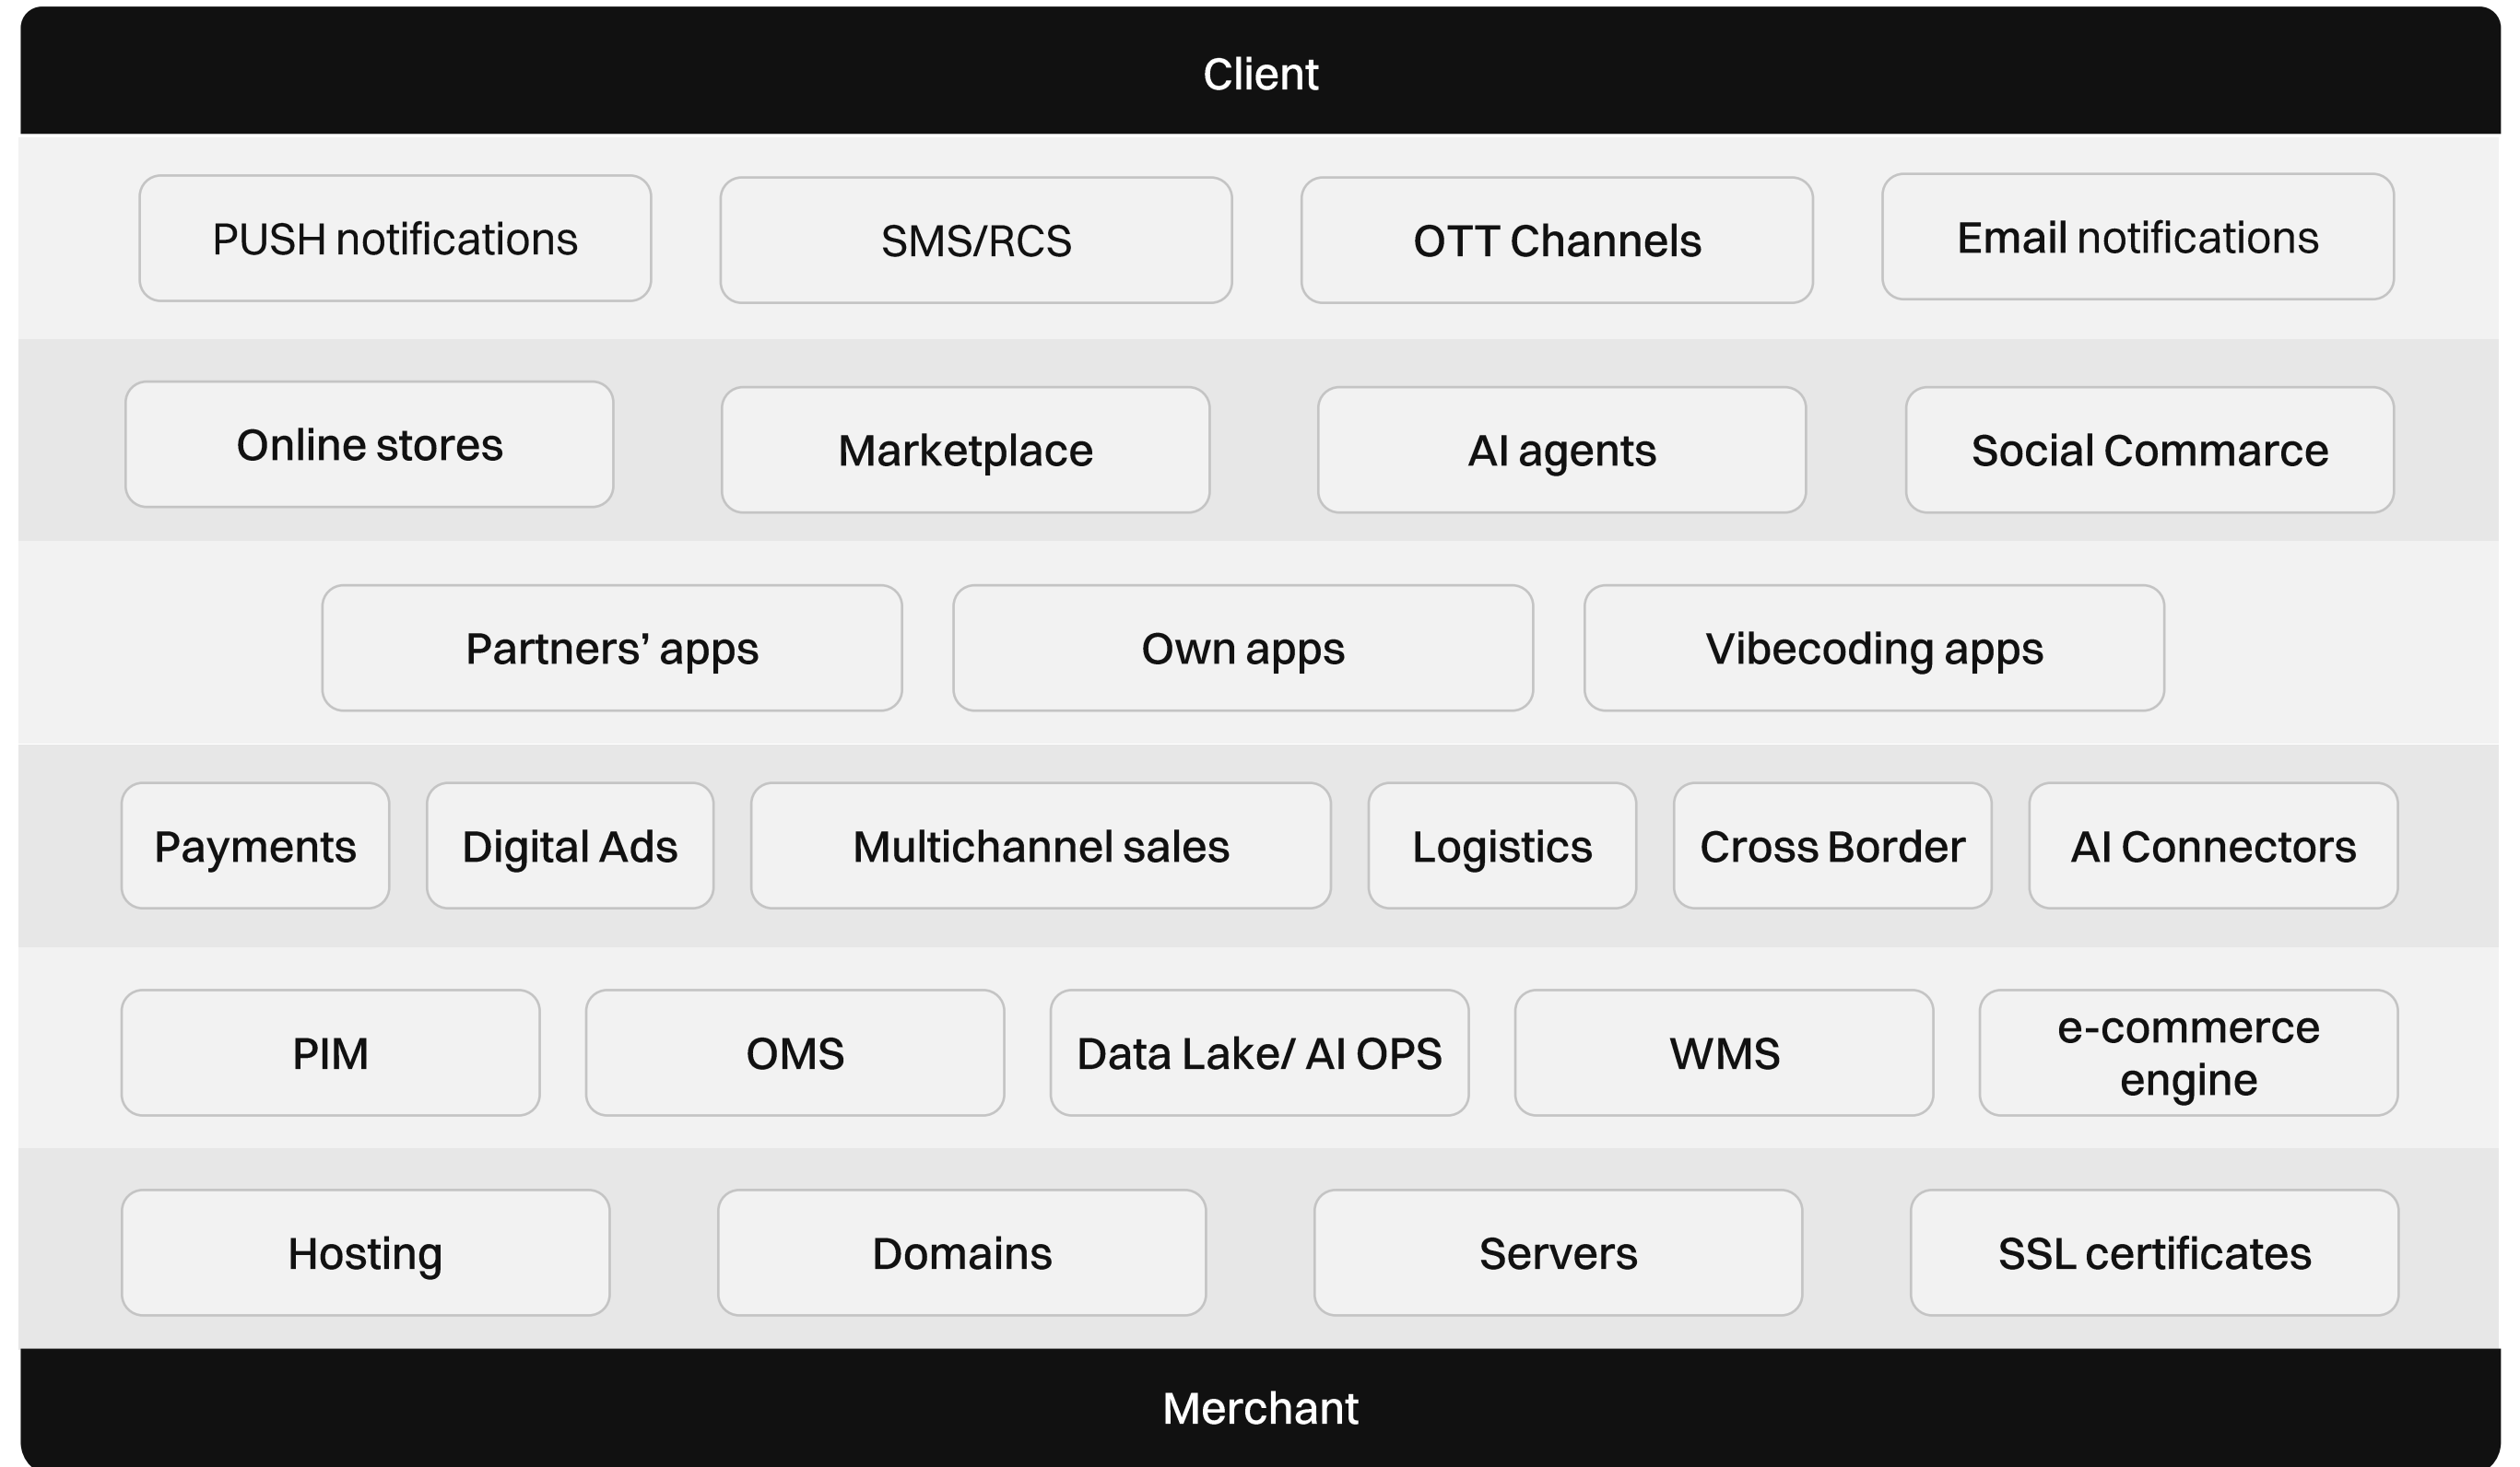 Client
PUSH notifications
SMS/RCS
OTT Channels
Email notifications
Online stores
Marketplace
AI agents
Social Commarce
Partners’ apps
Own apps
Vibecoding apps
Payments
Digital Ads
Multichannel sales
Logistics
Cross Border
AI Connectors
PIM
OMS
Data Lake/ AI OPS
WMS
e-commerce
engine
Hosting
Domains
Servers
SSL certificates
Merchant